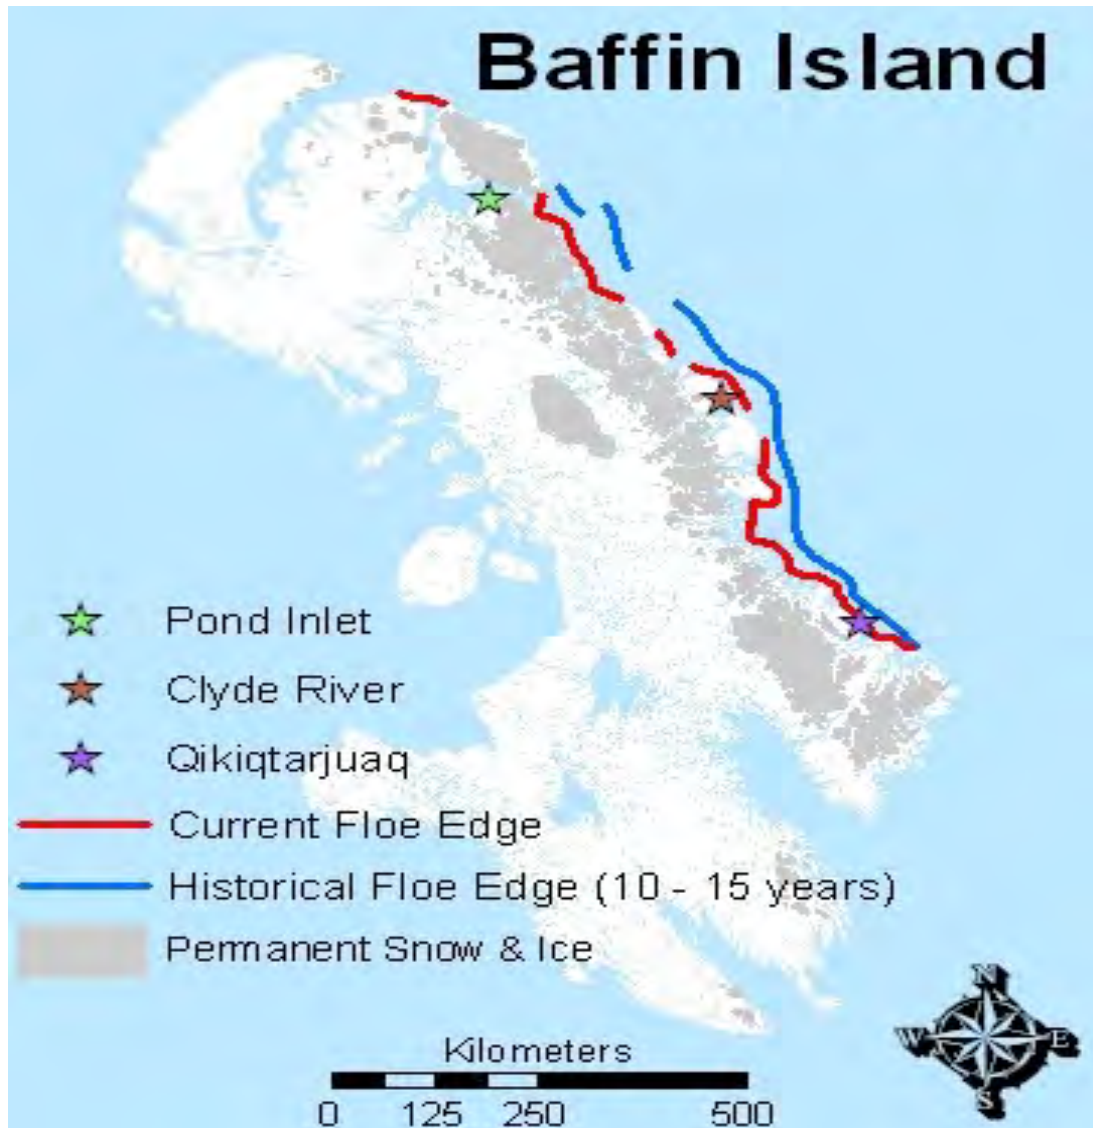 Baffin Island
Pond Inlet
Clyde River
Qikiqtarjuaq
Current Floe Edge
Historical Floe Edge (10 - 15 years)
Permanent Snow & Ice
Kilometers
0 125 250 500
N
W E
S